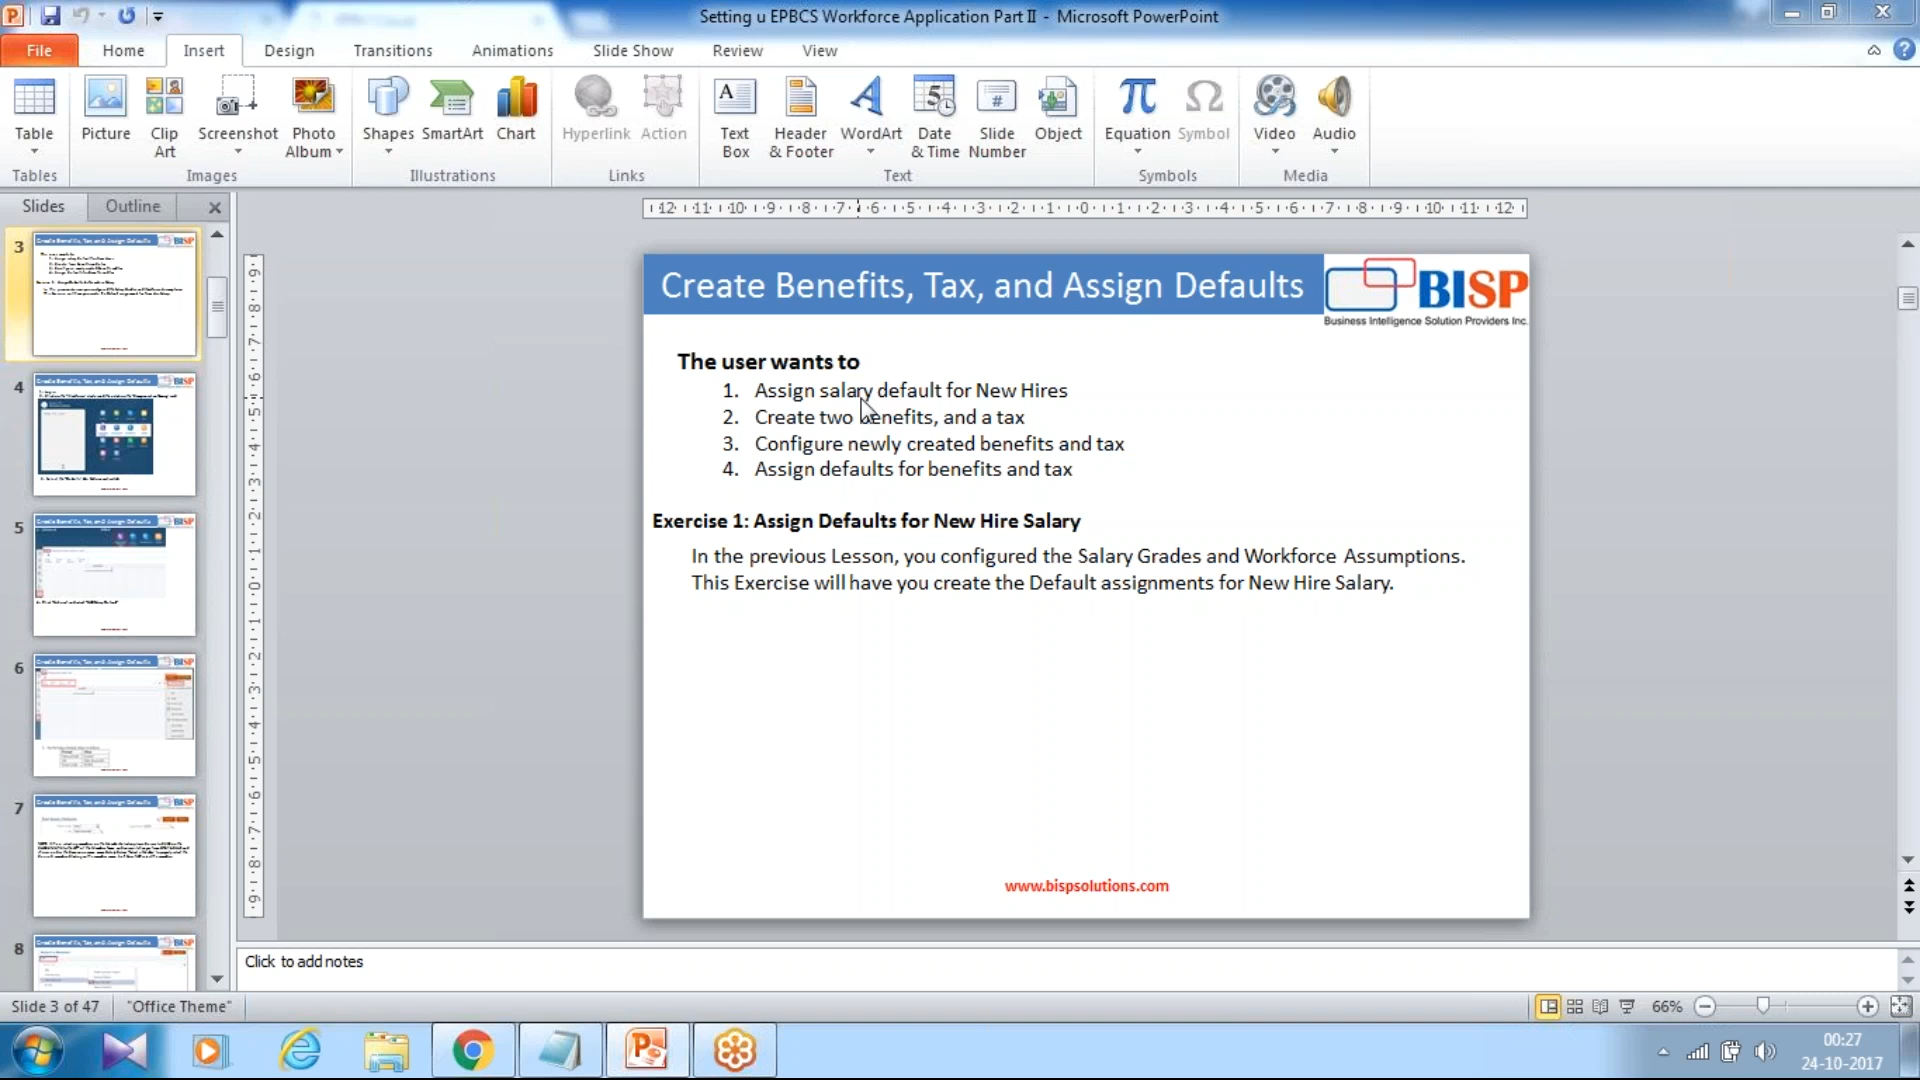 Setting u EPBCS Workforce Application Part II - Microsoft PowerPoint
File Home Insert Design Transitions Animations Slide Show Review View
Table Picture Clip Art Screenshot Photo Album Shapes SmartArt Chart Hyperlink Action Text Box Header & Footer WordArt Date & Time Slide Number Object Equation Symbol Video Audio
Tables Images Illustrations Links Text Symbols Media
Slides Outline
3
4
5
6
7
8
Create Benefits, Tax, and Assign Defaults
BISP
Business Intelligence Solution Providers Inc.
The user wants to
1. Assign salary default for New Hires
2. Create two benefits, and a tax
3. Configure newly created benefits and tax
4. Assign defaults for benefits and tax
Exercise 1: Assign Defaults for New Hire Salary
In the previous Lesson, you configured the Salary Grades and Workforce Assumptions.
This Exercise will have you create the Default assignments for New Hire Salary.
www.bispsolutions.com
Click to add notes
Slide 3 of 47 "Office Theme" 66%
00:27
24-10-2017